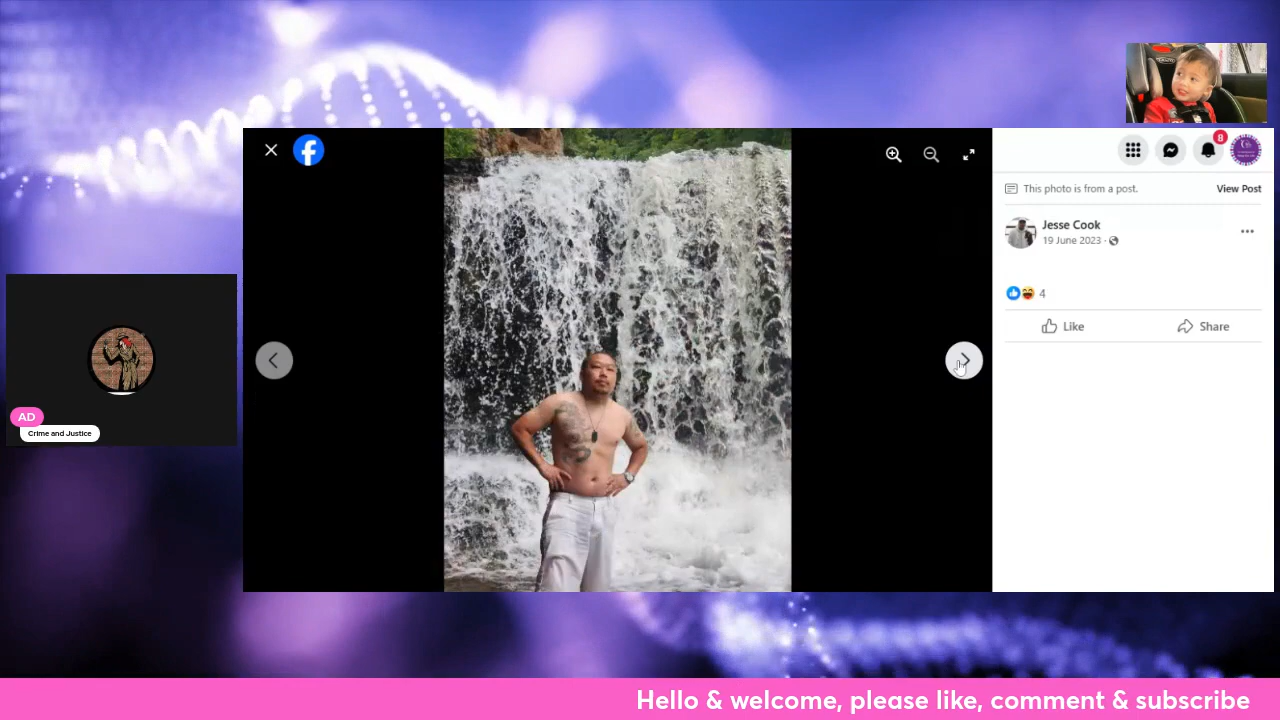 This photo is from a post.
View Post
Jesse Cook
19 June 2023
4
Like
Share
8
AD
Crime and Justice
Hello & welcome, please like, comment & subscribe